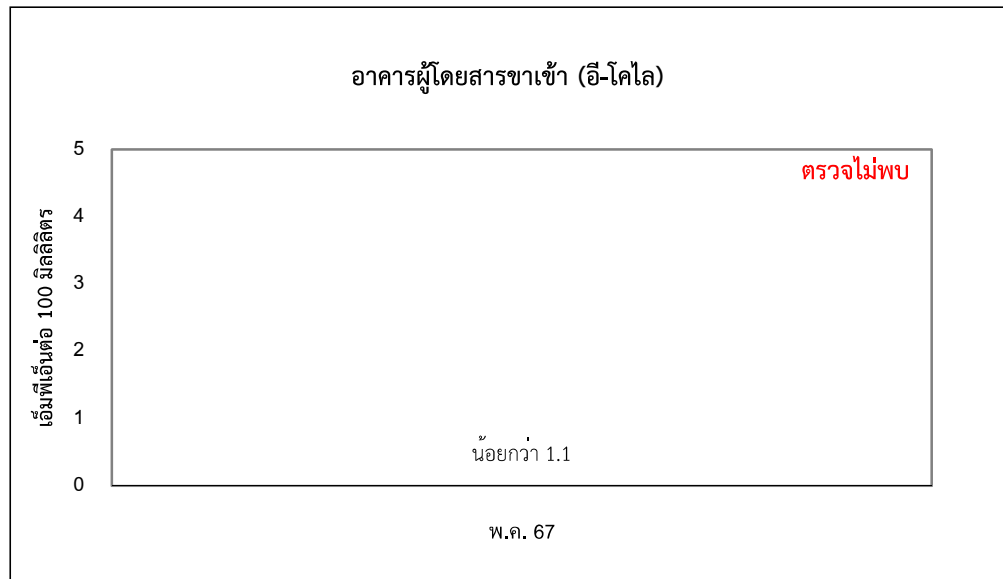 อาคารผู้โดยสารขาเข้า (อี-โคไล)
เอ็มพีเอ็นต่อ 100 มิลลิลิตร
5
ตรวจไม่พบ
4
3
2
1
น้อยกว่า 1.1
0
พ.ค. 67